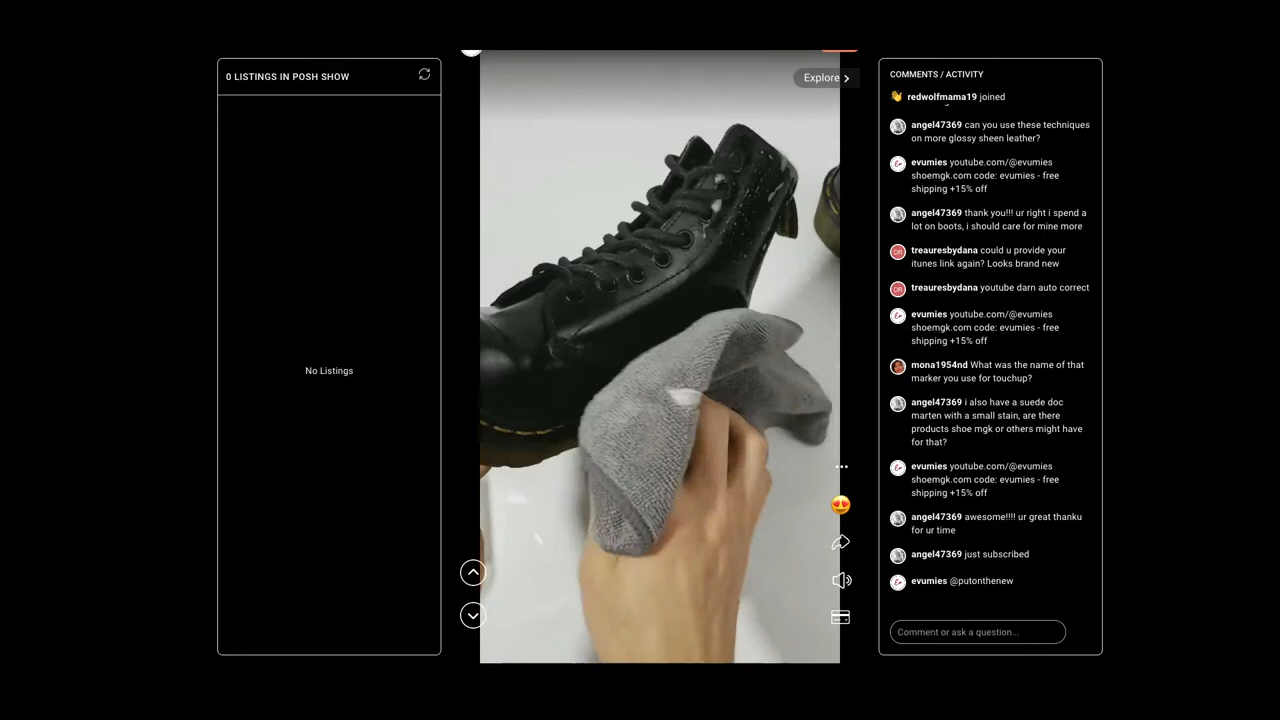 0 LISTINGS IN POSH SHOW
No Listings
Explore
COMMENTS / ACTIVITY
redwolfmama19 joined
angel47369 can you use these techniques
on more glossy sheen leather?
evumies youtube.com/@evumies
shoemgk.com code: evumies - free
shipping +15% off
angel47369 thank you!!! ur right i spend a
lot on boots, i should care for mine more
treauresbydana could u provide your
itunes link again? Looks brand new
treauresbydana youtube darn auto correct
evumies youtube.com/@evumies
shoemgk.com code: evumies - free
shipping +15% off
mona1954nd What was the name of that
marker you use for touchup?
angel47369 i also have a suede doc
marten with a small stain, are there
products shoe mgk or others might have
for that?
evumies youtube.com/@evumies
shoemgk.com code: evumies - free
shipping +15% off
angel47369 awesome!!!! ur great thanku
for ur time
angel47369 just subscribed
evumies @putonthenew
Comment or ask a question...